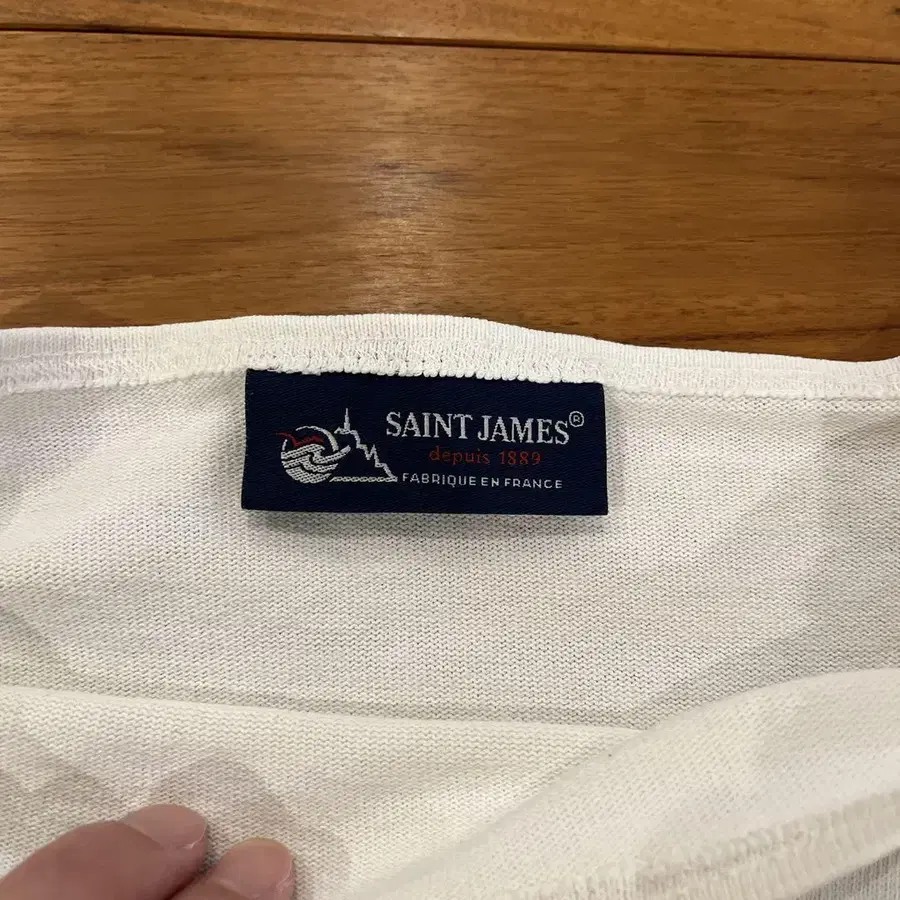 SAINT JAMES®
depuis 1889
FABRIQUE EN FRANCE